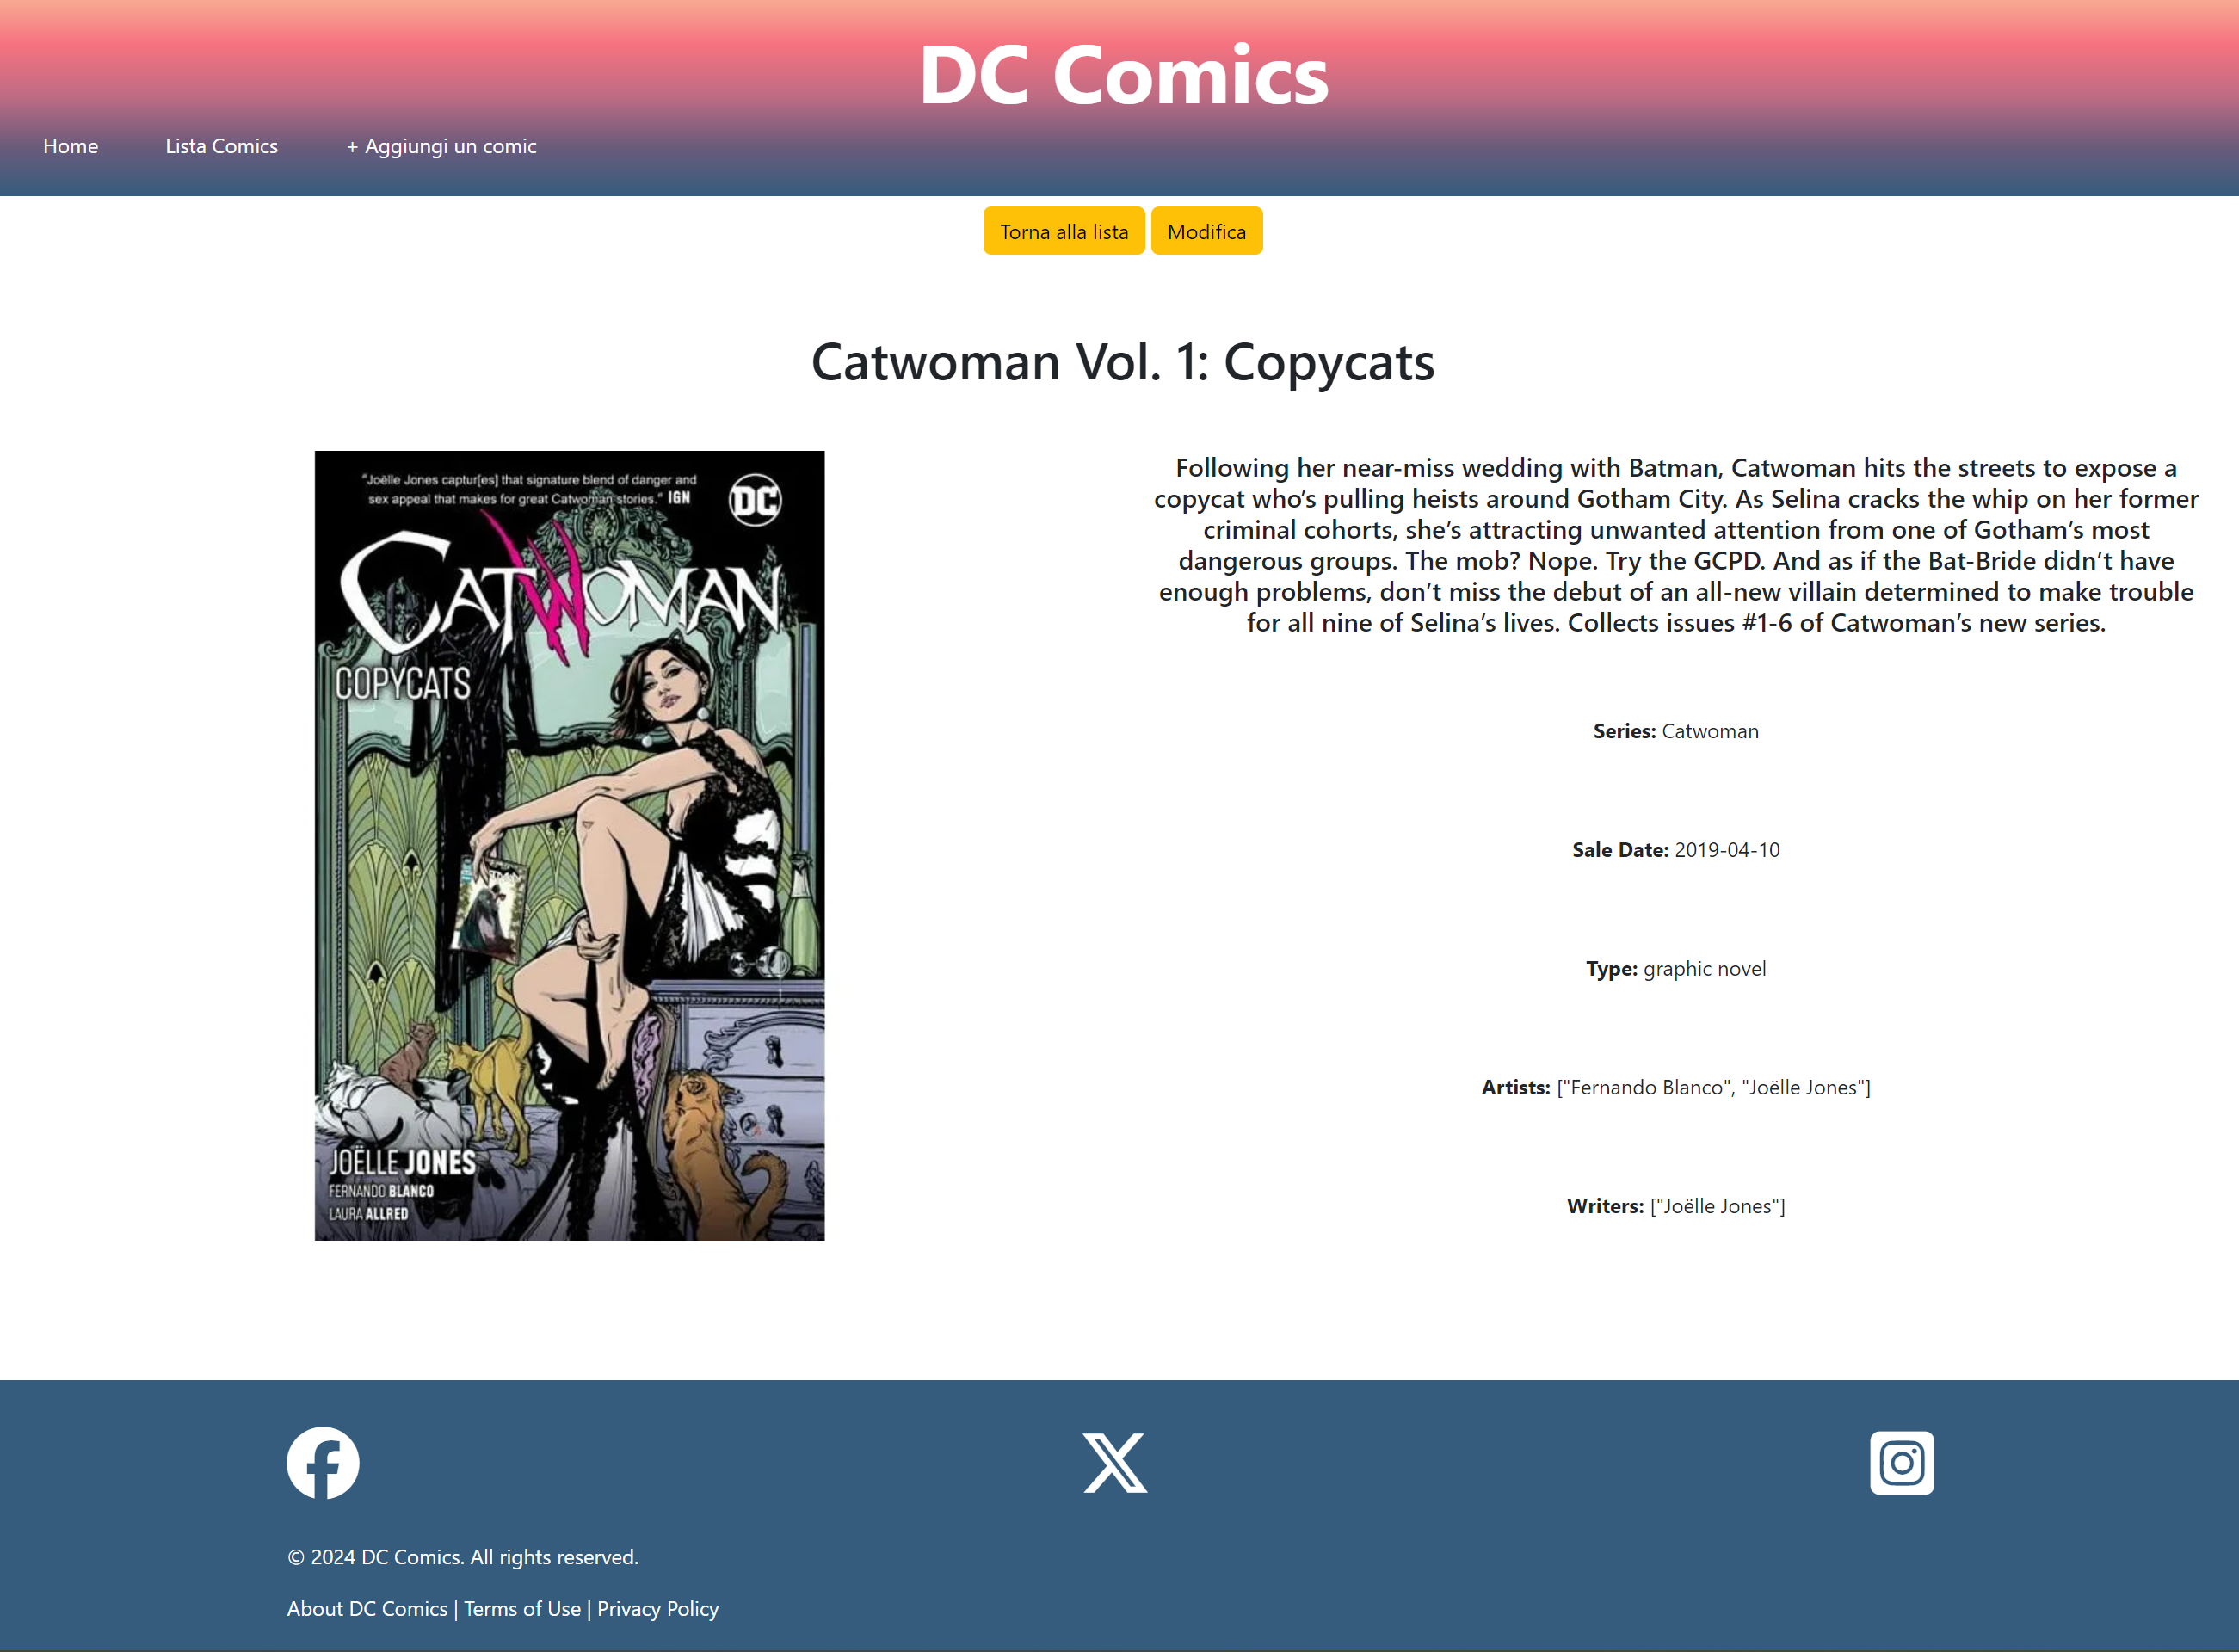 DC Comics
Home Lista Comics + Aggiungi un comic
Torna alla lista Modifica
Catwoman Vol. 1: Copycats
“Joëlle Jones captur[es] that signature blend of danger and
sex appeal that makes for great Catwoman stories.” IGN
DC
CATWOMAN
COPYCATS
JOËLLE JONES
FERNANDO BLANCO
LAURA ALLRED
Following her near-miss wedding with Batman, Catwoman hits the streets to expose a
copycat who’s pulling heists around Gotham City. As Selina cracks the whip on her former
criminal cohorts, she’s attracting unwanted attention from one of Gotham’s most
dangerous groups. The mob? Nope. Try the GCPD. And as if the Bat-Bride didn’t have
enough problems, don’t miss the debut of an all-new villain determined to make trouble
for all nine of Selina’s lives. Collects issues #1-6 of Catwoman’s new series.
Series: Catwoman
Sale Date: 2019-04-10
Type: graphic novel
Artists: ["Fernando Blanco", "Joëlle Jones"]
Writers: ["Joëlle Jones"]
© 2024 DC Comics. All rights reserved.
About DC Comics | Terms of Use | Privacy Policy